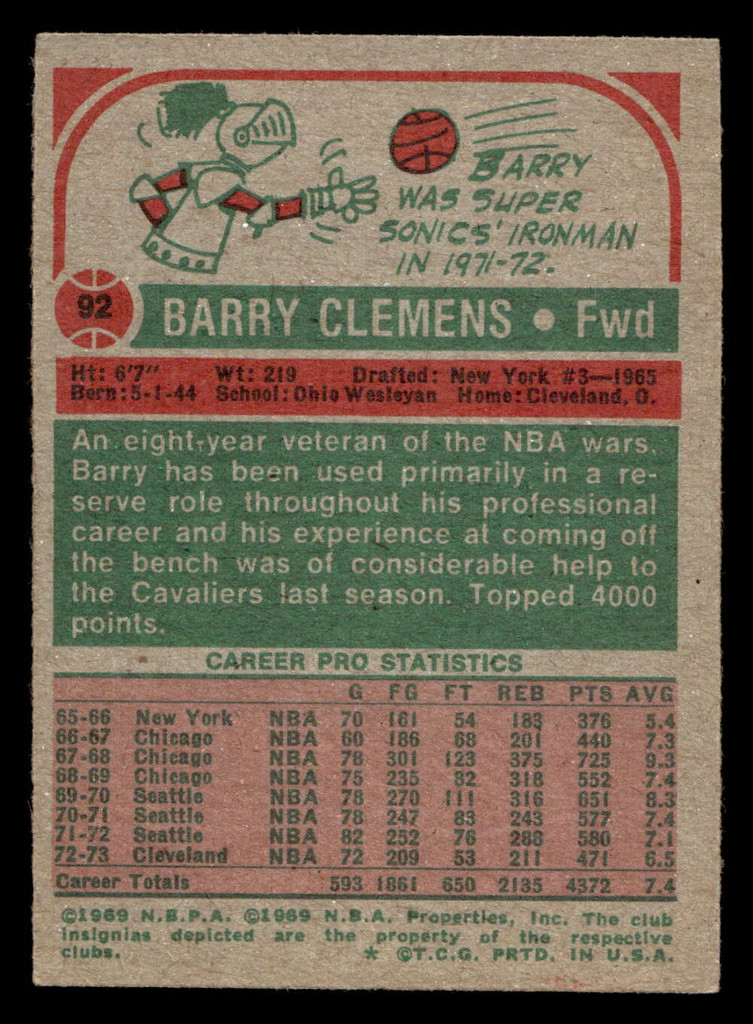 BARRY
WAS SUPER
SONICS' IRONMAN
IN 1971-72.
92
BARRY CLEMENS • Fwd
Ht: 6'7" Wt: 219 Drafted: New York #3—1965
Born: 5-1-44 School: Ohio Wesleyan Home: Cleveland, O.
An eight-year veteran of the NBA wars,
Barry has been used primarily in a re-
serve role throughout his professional
career and his experience at coming off
the bench was of considerable help to
the Cavaliers last season. Topped 4000
points.
CAREER PRO STATISTICS
G FG FT REB PTS AVG
65-66 New York NBA 70 161 54 183 376 5.4
66-67 Chicago NBA 60 186 68 201 440 7.3
67-68 Chicago NBA 78 301 123 375 725 9.3
68-69 Chicago NBA 75 235 82 318 552 7.4
69-70 Seattle NBA 78 270 111 316 651 8.3
70-71 Seattle NBA 78 247 83 243 577 7.4
71-72 Seattle NBA 82 252 76 288 580 7.1
72-73 Cleveland NBA 72 209 53 211 471 6.5
Career Totals 593 1861 650 2135 4372 7.4
©1969 N.B.P.A. ©1969 N.B.A. Properties, Inc. The club
insignias depicted are the property of the respective
clubs. * ©T.C.G. PRTD. IN U.S.A.